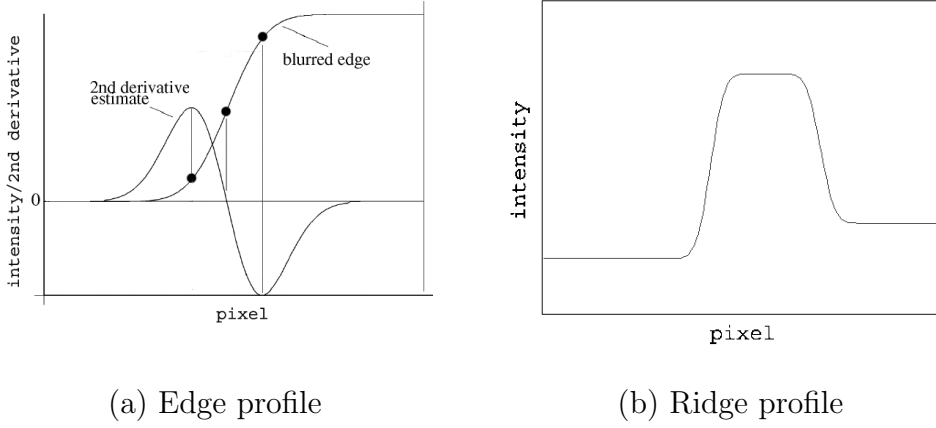 intensity/2nd derivative
2nd derivative
estimate
blurred edge
0
pixel
intensity
pixel
(a) Edge profile
(b) Ridge profile